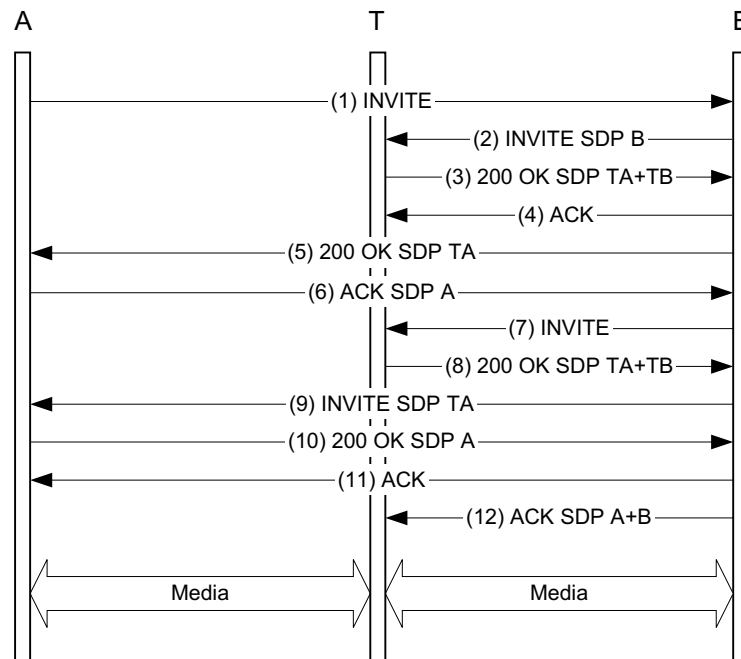 A T B
(1) INVITE
(2) INVITE SDP B
(3) 200 OK SDP TA+TB
(4) ACK
(5) 200 OK SDP TA
(6) ACK SDP A
(7) INVITE
(8) 200 OK SDP TA+TB
(9) INVITE SDP TA
(10) 200 OK SDP A
(11) ACK
(12) ACK SDP A+B
Media Media